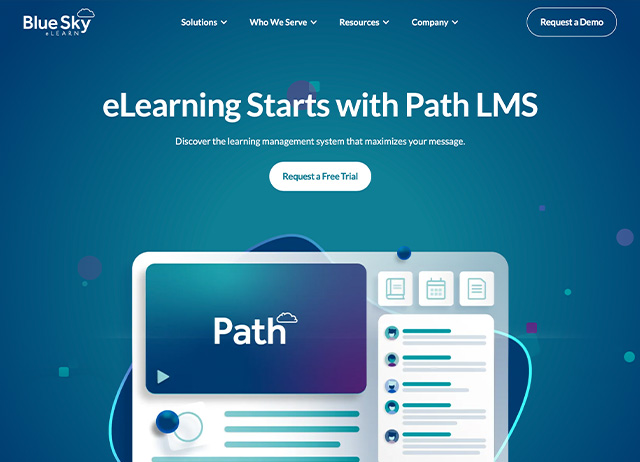 Blue Sky
eLEARN
Solutions
Who We Serve
Resources
Company
Request a Demo
eLearning Starts with Path LMS
Discover the learning management system that maximizes your message.
Request a Free Trial
Path